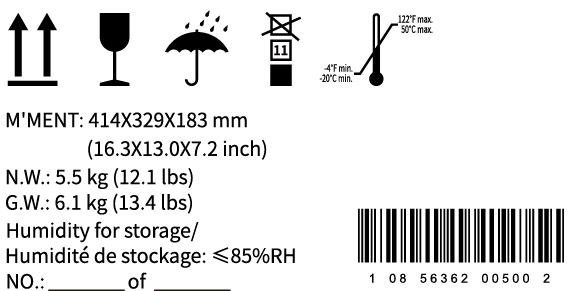 122°F max.
50°C max.
11
-4°F min.
-20°C min.
M'MENT: 414X329X183 mm
(16.3X13.0X7.2 inch)
N.W.: 5.5 kg (12.1 lbs)
G.W.: 6.1 kg (13.4 lbs)
Humidity for storage/
Humidité de stockage: ⩽85%RH
NO.: ________ of ________
1 08 56362 00500 2